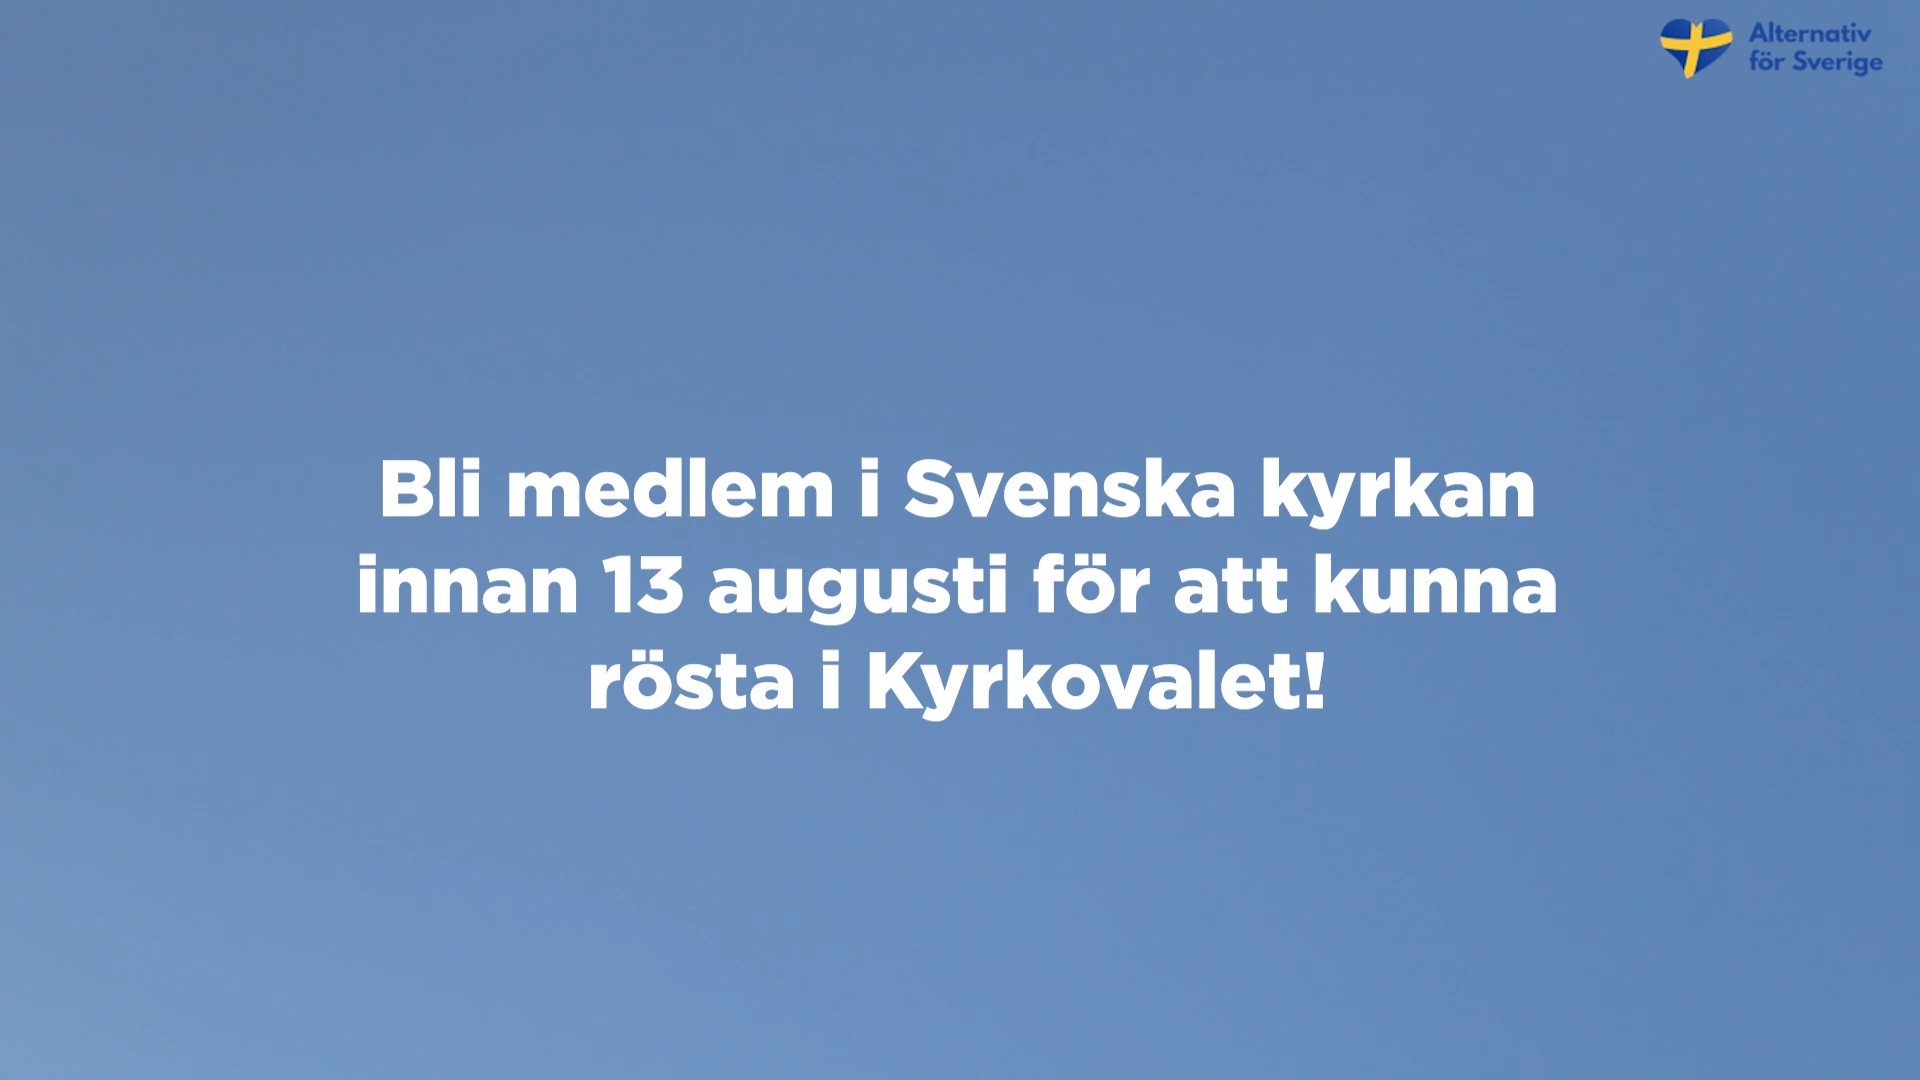 Alternativ
för Sverige
Bli medlem i Svenska kyrkan
innan 13 augusti för att kunna
rösta i Kyrkovalet!